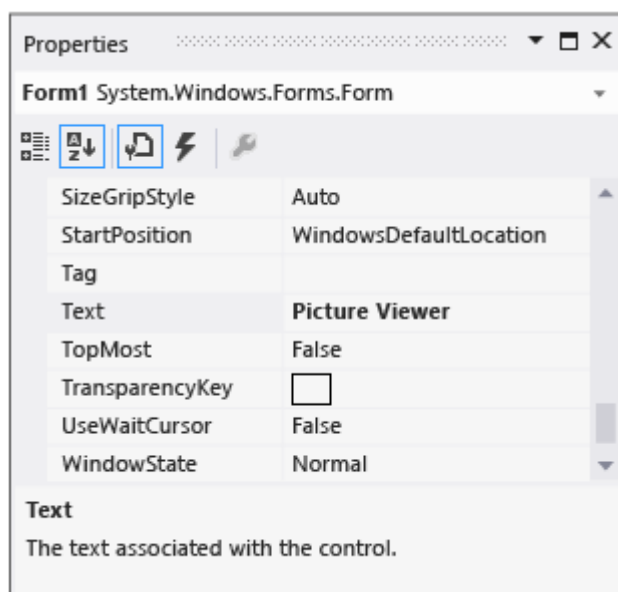 Properties
Form1 System.Windows.Forms.Form
SizeGripStyle Auto
StartPosition WindowsDefaultLocation
Tag
Text Picture Viewer
TopMost False
TransparencyKey
UseWaitCursor False
WindowState Normal
Text
The text associated with the control.